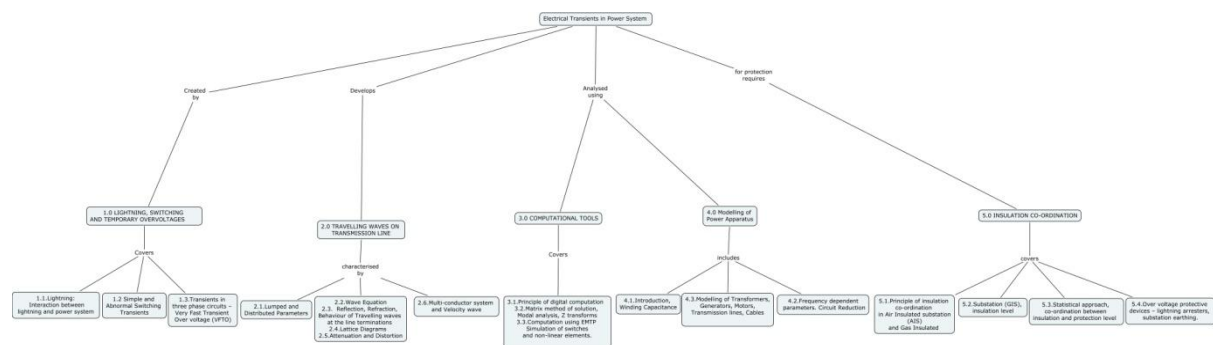 Electrical Transients in Power System
Created
by
Develops
Analysed
using
for protection
requires
1.0 LIGHTNING, SWITCHING
AND TEMPORARY OVERVOLTAGES
2.0 TRAVELLING WAVES ON
TRANSMISSION LINE
3.0 COMPUTATIONAL TOOLS
4.0 Modelling of
Power Apparatus
5.0 INSULATION CO-ORDINATION
Covers
characterised
by
Covers
includes
covers
1.1.Lightning:
Interaction between
lightning and power system
1.2 Simple and
Abnormal Switching
Transients
1.3.Transients in
three phase circuits –
Very Fast Transient
Over voltage (VFTO)
2.1.Lumped and
Distributed Parameters
2.2.Wave Equation
2.3. Reflection, Refraction,
Behaviour of Travelling waves
at the line terminations
2.4.Lattice Diagrams
2.5.Attenuation and Distortion
2.6.Multi-conductor system
and Velocity wave
3.1.Principle of digital computation
3.2.Matrix method of solution,
Modal analysis, Z transforms
3.3.Computation using EMTP
Simulation of switches
and non-linear elements.
4.1.Introduction,
Winding Capacitance
4.3.Modelling of Transformers,
Generators, Motors,
Transmission lines, Cables
4.2.Frequency dependent
parameters. Circuit Reduction
5.1.Principle of insulation
co-ordination
in Air Insulated substation
(AIS)
and Gas Insulated
5.2.Substation (GIS),
insulation level
5.3.Statistical approach,
co-ordination between
insulation and protection level
5.4.Over voltage protective
devices – lightning arresters,
substation earthing.